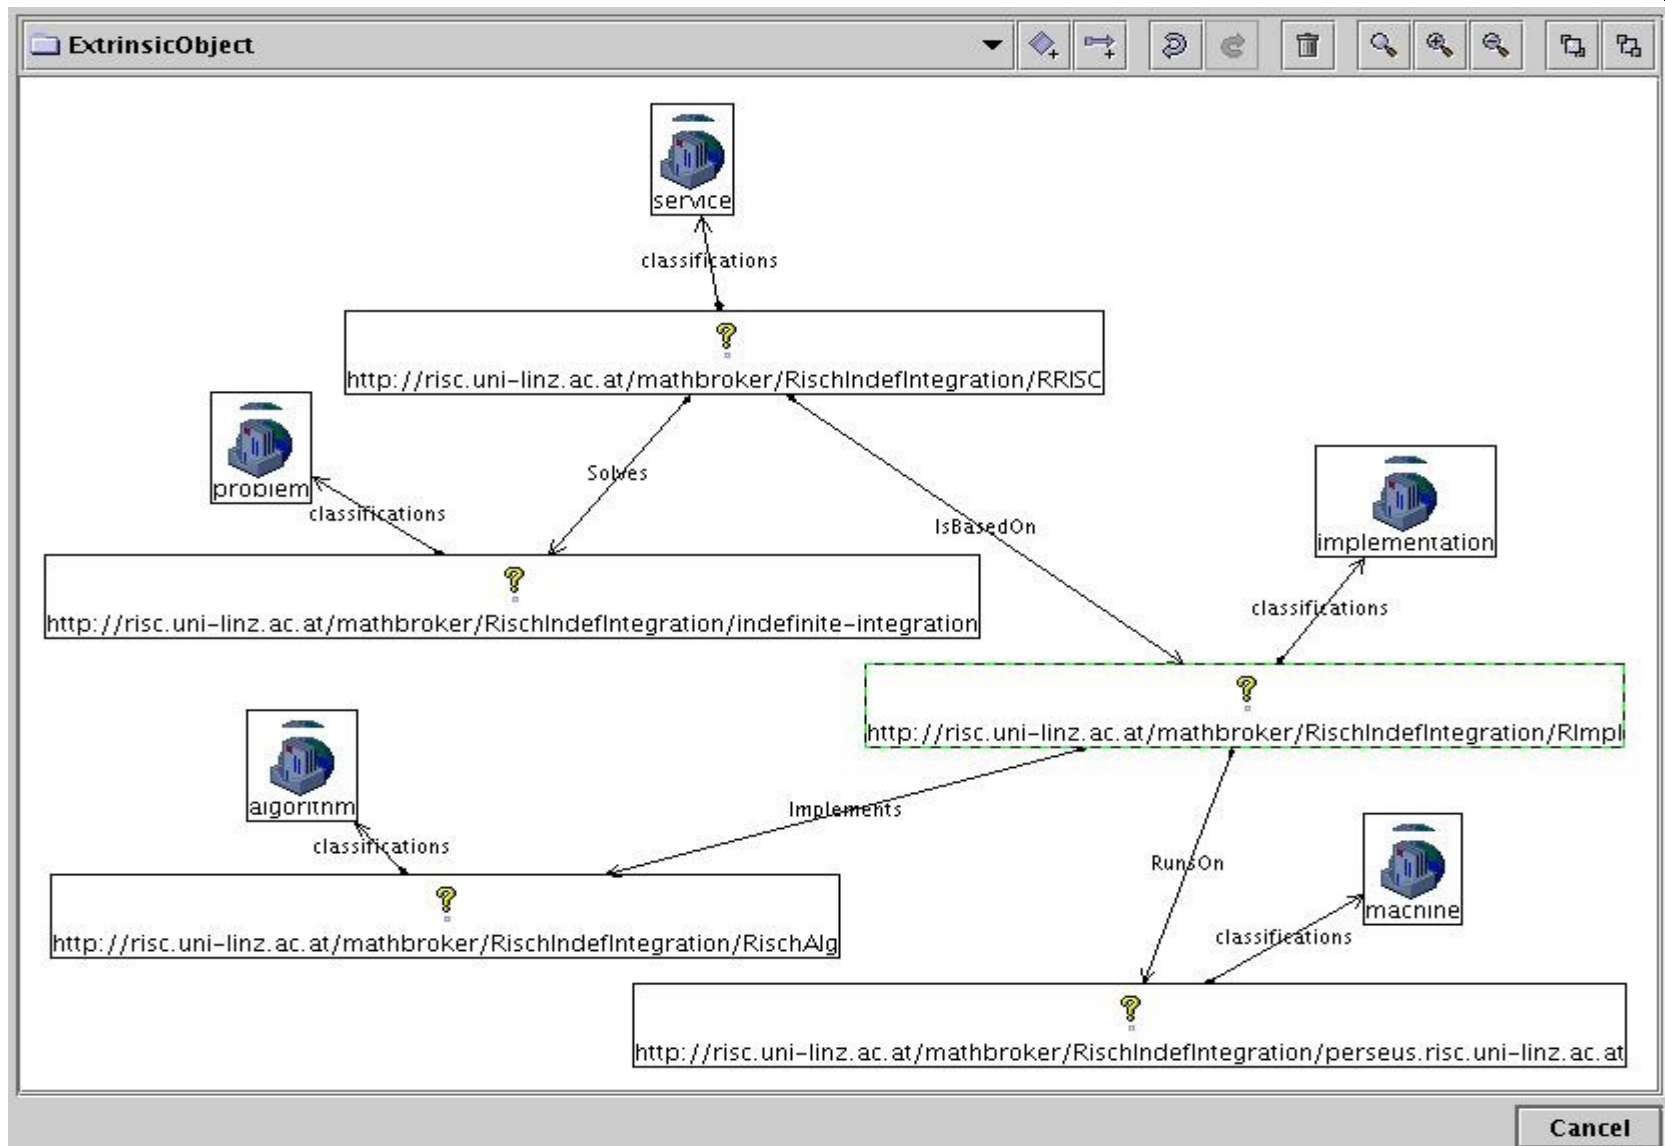 ExtrinsicObject
service
classifications
http://risc.uni-linz.ac.at/mathbroker/RischIndefIntegration/RRISC
problem
classifications
Solves
IsBasedOn
implementation
classifications
http://risc.uni-linz.ac.at/mathbroker/RischIndefIntegration/indefinite-integration
http://risc.uni-linz.ac.at/mathbroker/RischIndefIntegration/RImpl
algorithm
classifications
Implements
RunsOn
machine
classifications
http://risc.uni-linz.ac.at/mathbroker/RischIndefIntegration/RischAlg
http://risc.uni-linz.ac.at/mathbroker/RischIndefIntegration/perseus.risc.uni-linz.ac.at
Cancel